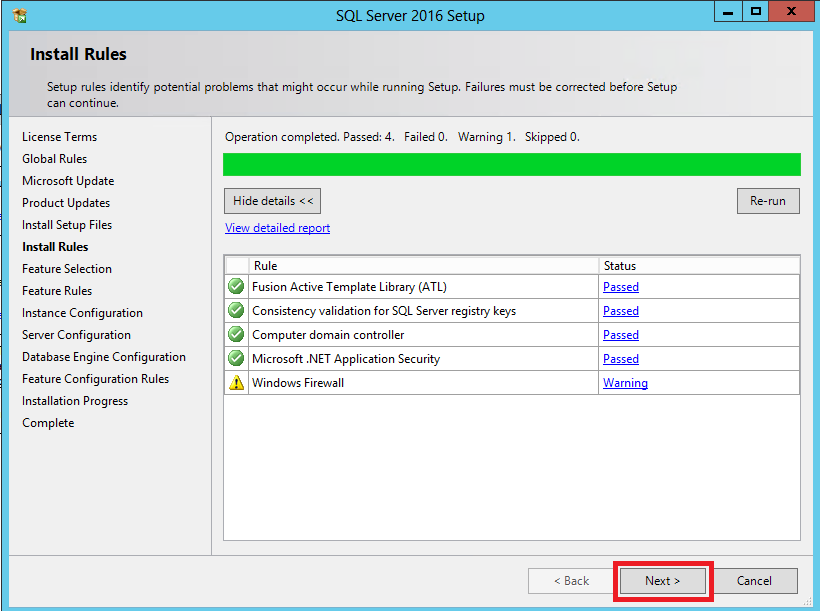 SQL Server 2016 Setup
Install Rules
Setup rules identify potential problems that might occur while running Setup. Failures must be corrected before Setup
can continue.
License Terms
Global Rules
Microsoft Update
Product Updates
Install Setup Files
Install Rules
Feature Selection
Feature Rules
Instance Configuration
Server Configuration
Database Engine Configuration
Feature Configuration Rules
Installation Progress
Complete
Operation completed. Passed: 4. Failed 0. Warning 1. Skipped 0.
Hide details << Re-run
View detailed report
Rule Status
Fusion Active Template Library (ATL) Passed
Consistency validation for SQL Server registry keys Passed
Computer domain controller Passed
Microsoft .NET Application Security Passed
Windows Firewall Warning
< Back Next > Cancel